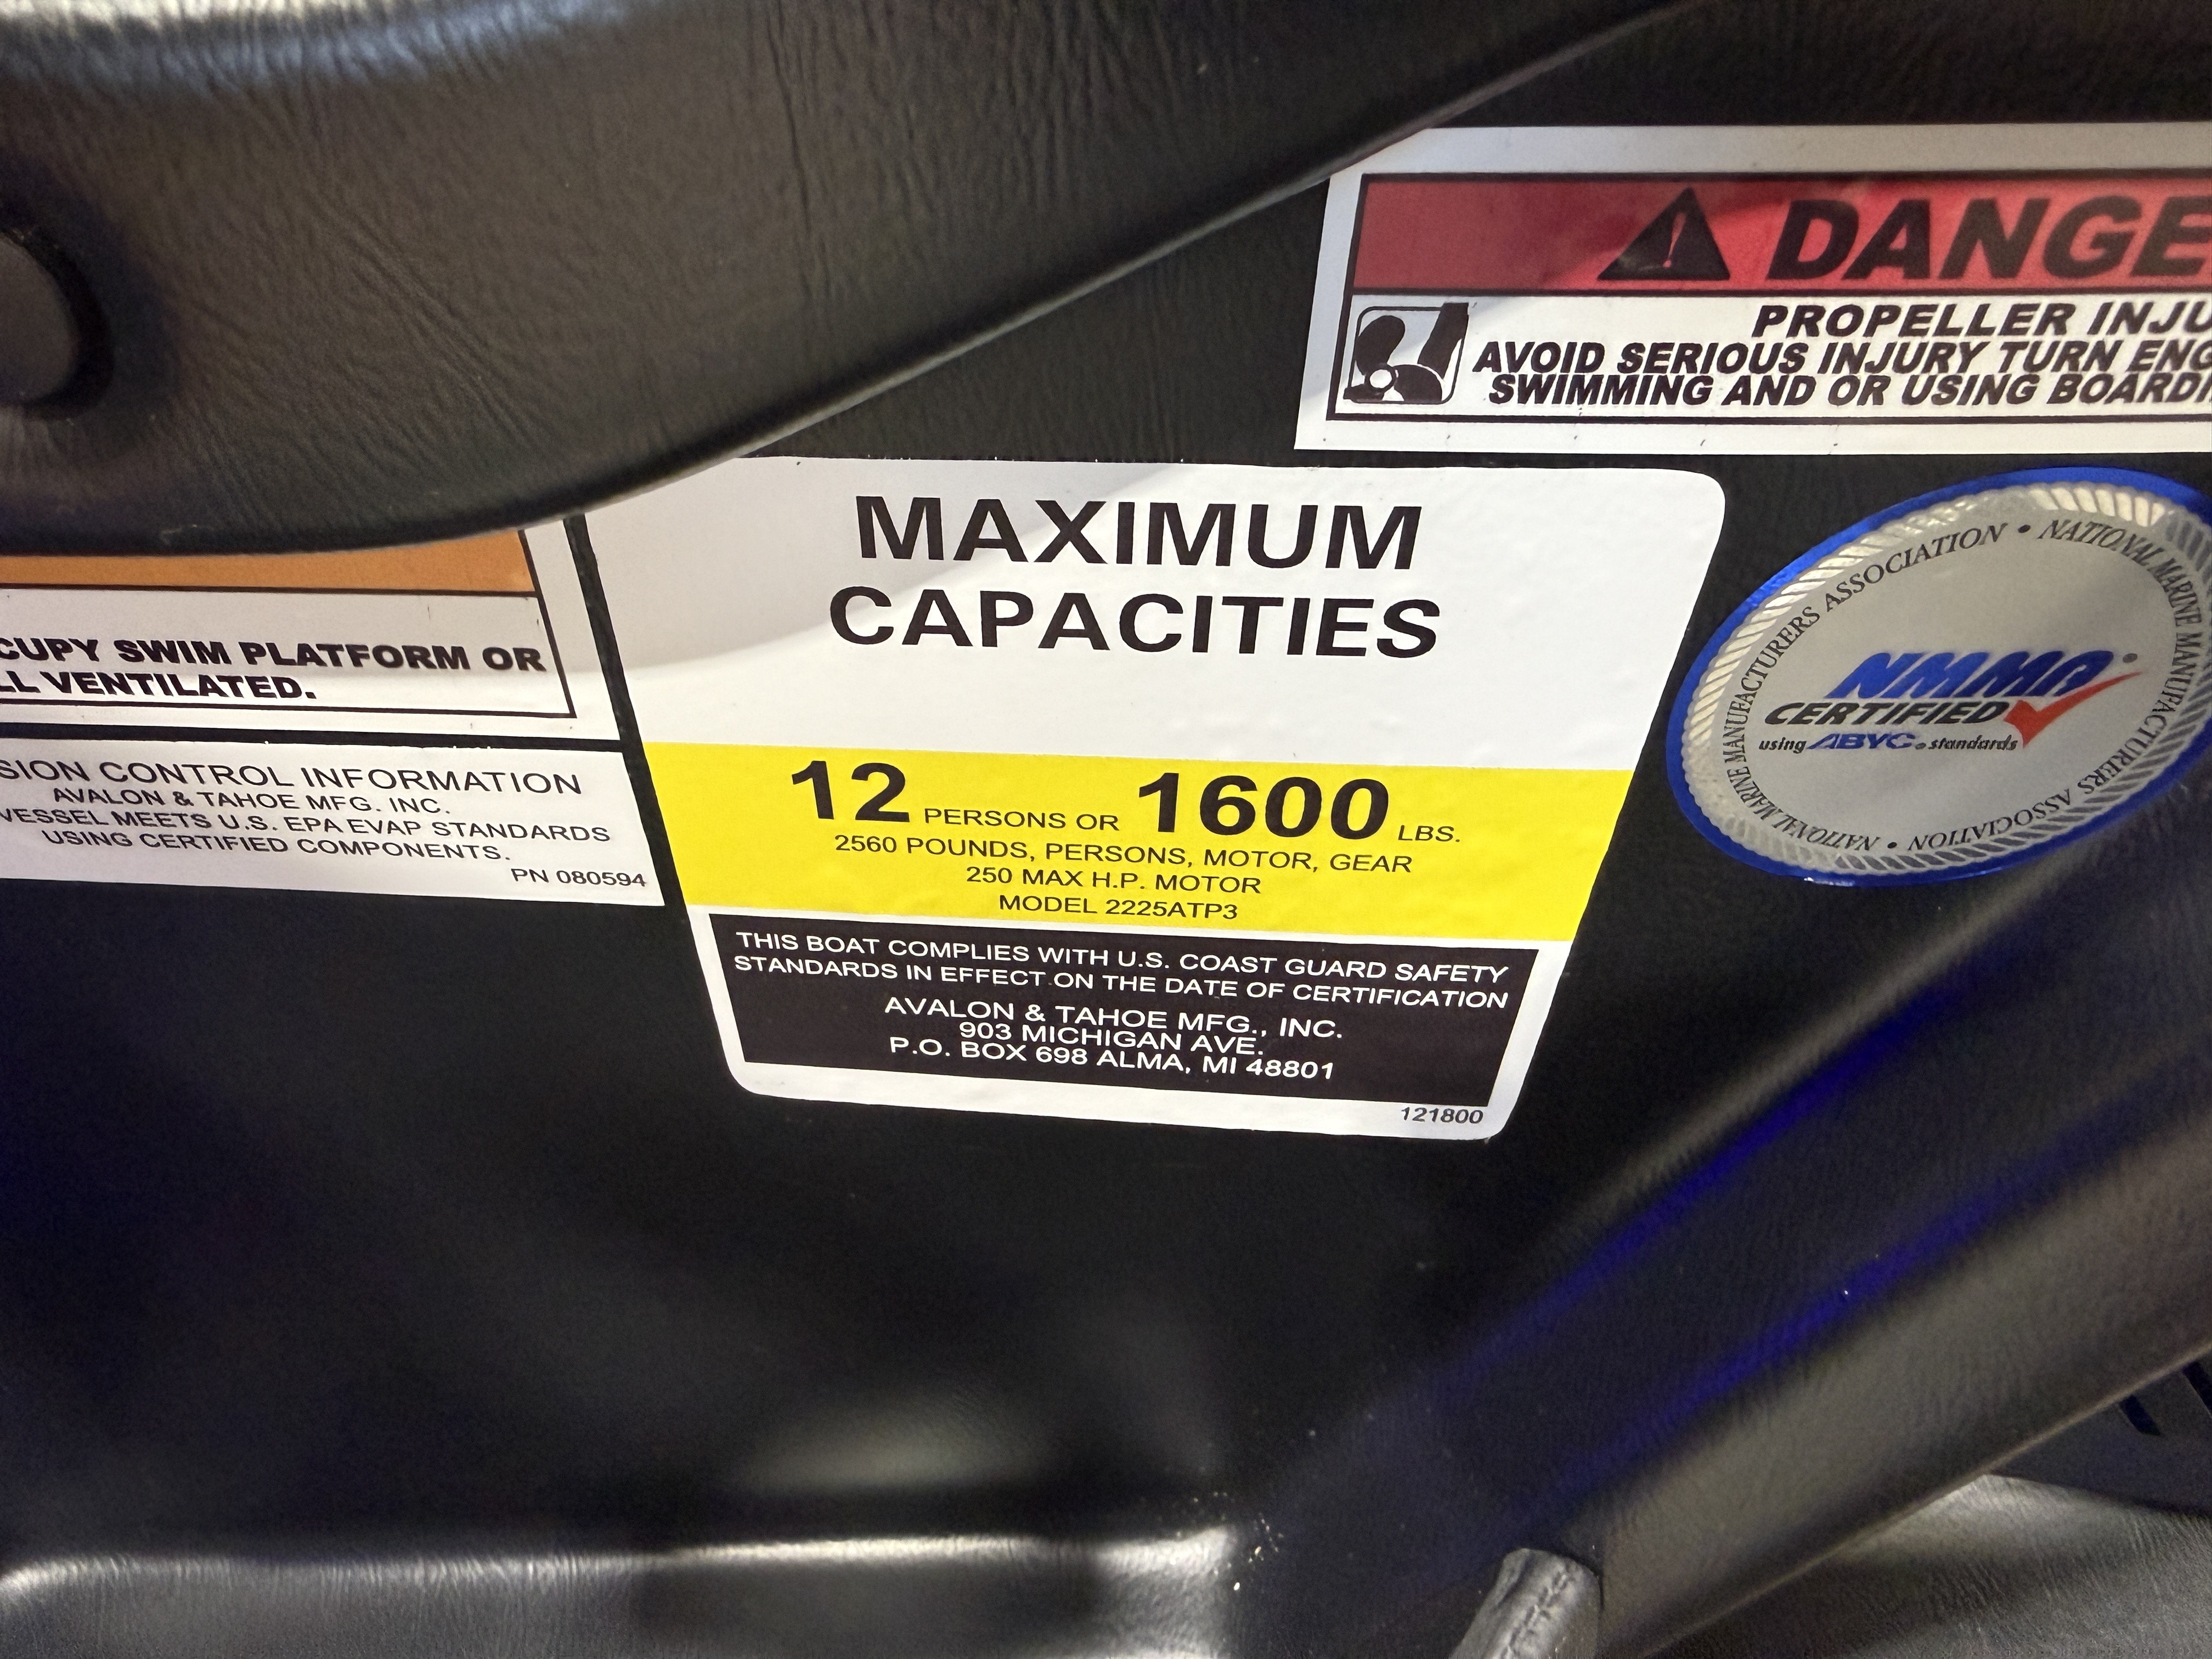 DANGE
PROPELLER INJU
AVOID SERIOUS INJURY TURN ENG
SWIMMING AND OR USING BOARDI
CUPY SWIM PLATFORM OR
LL VENTILATED.
SION CONTROL INFORMATION
AVALON & TAHOE MFG. INC.
VESSEL MEETS U.S. EPA EVAP STANDARDS
USING CERTIFIED COMPONENTS.
PN 080594
MAXIMUM
CAPACITIES
12 PERSONS OR 1600 LBS.
2560 POUNDS, PERSONS, MOTOR, GEAR
250 MAX H.P. MOTOR
MODEL 2225ATP3
THIS BOAT COMPLIES WITH U.S. COAST GUARD SAFETY
STANDARDS IN EFFECT ON THE DATE OF CERTIFICATION
AVALON & TAHOE MFG., INC.
903 MICHIGAN AVE.
P.O. BOX 698 ALMA, MI 48801
121800
NATIONAL MARINE MANUFACTURERS ASSOCIATION • NATIONAL MARINE MANUFACTURERS ASSOCIATION •
NMMA®
CERTIFIED
using ABYC® standards